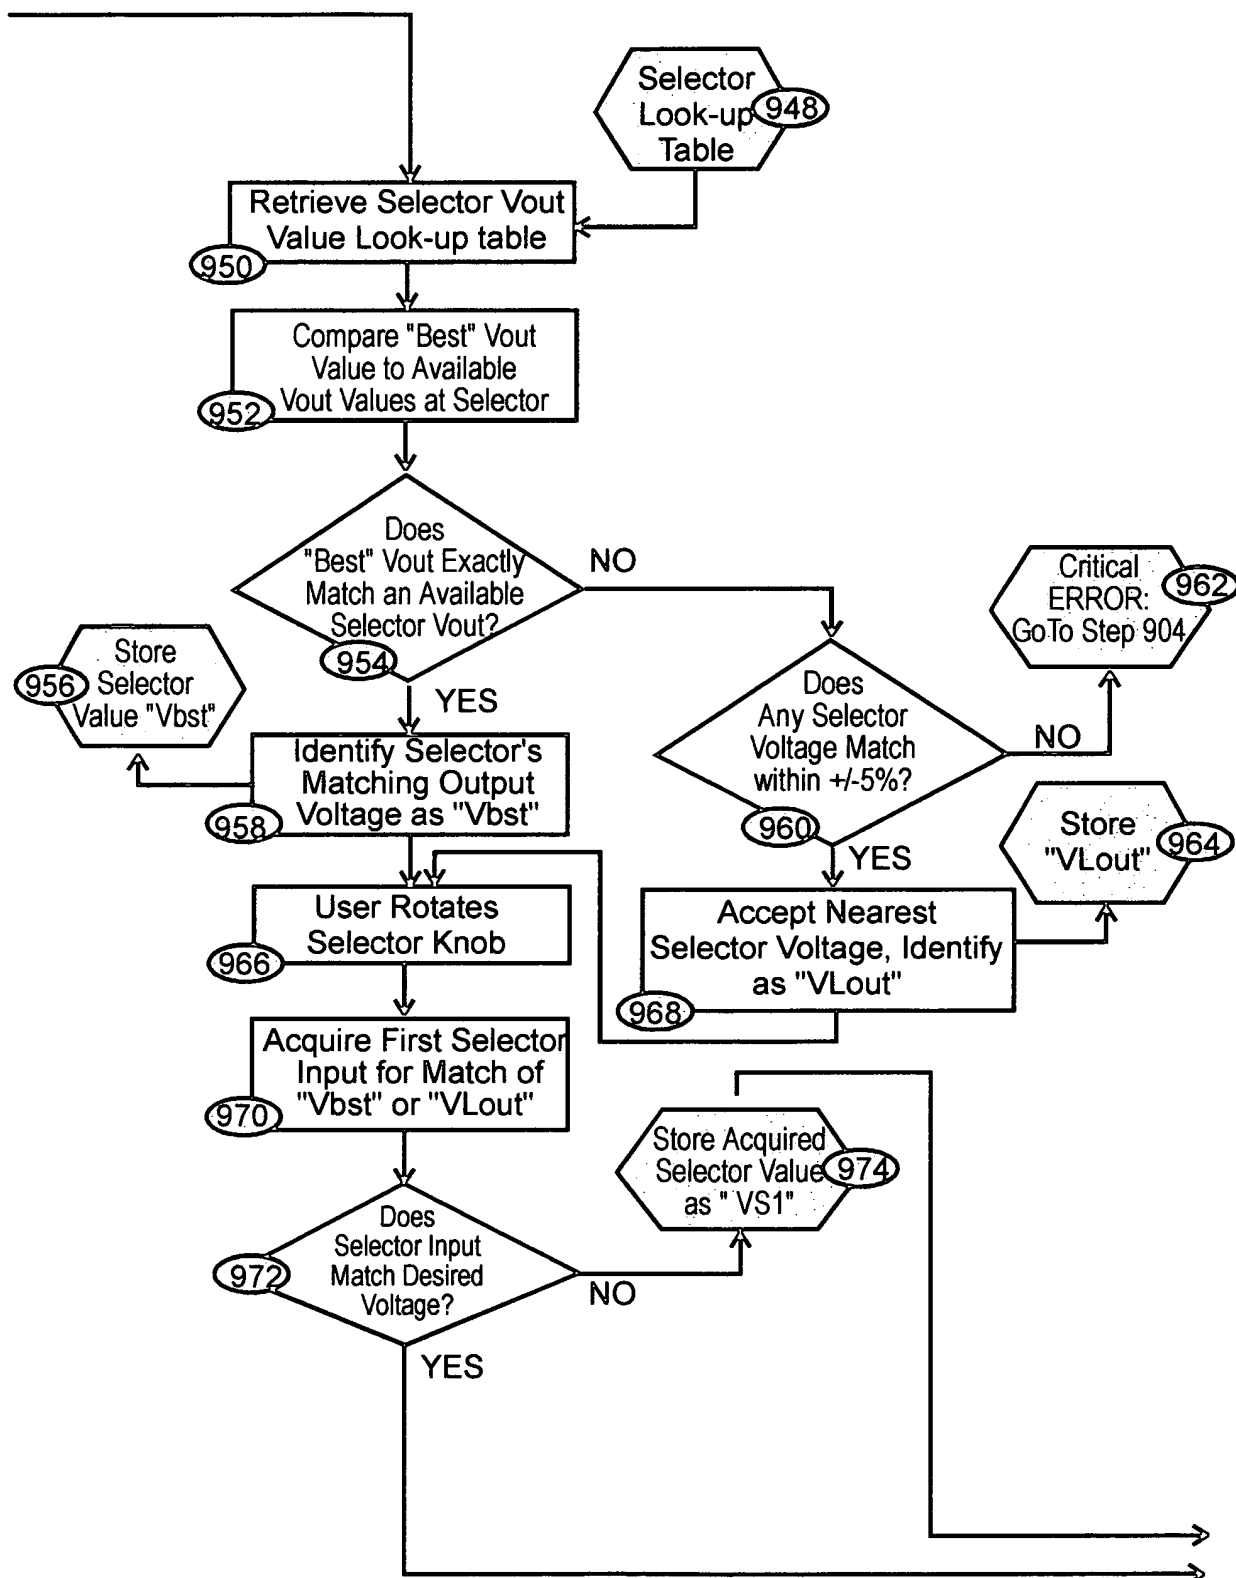 Selector
Look-up
Table
948
Retrieve Selector Vout
Value Look-up table
950
Compare "Best" Vout
Value to Available
Vout Values at Selector
952
Does
"Best" Vout Exactly
Match an Available
Selector Vout?
954
NO
YES
Critical
ERROR:
GoTo Step 904
962
Store
Selector
Value "Vbst"
956
Does
Any Selector
Voltage Match
within +/-5%?
960
NO
YES
Identify Selector's
Matching Output
Voltage as "Vbst"
958
Store
"VLout"
964
User Rotates
Selector Knob
966
Accept Nearest
Selector Voltage, Identify
as "VLout"
968
Acquire First Selector
Input for Match of
"Vbst" or "VLout"
970
Store Acquired
Selector Value
as " VS1"
974
Does
Selector Input
Match Desired
Voltage?
972
NO
YES